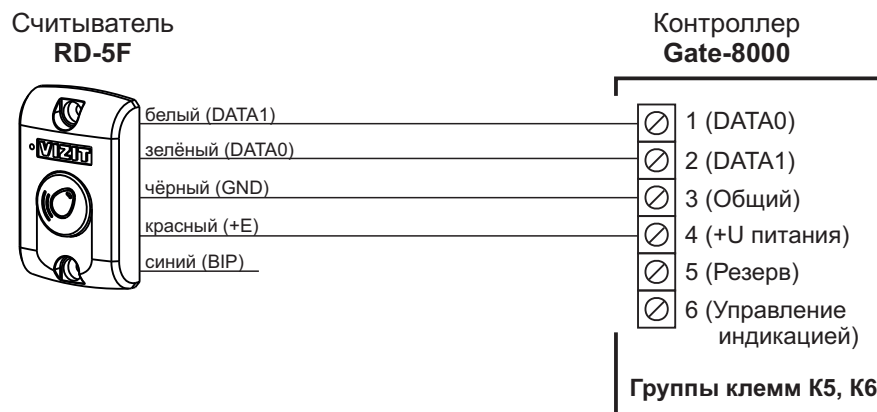 Считыватель
RD-5F
Контроллер
Gate-8000
VIZIT
белый (DATA1)
зелёный (DATA0)
чёрный (GND)
красный (+E)
синий (BIP)
1 (DATA0)
2 (DATA1)
3 (Общий)
4 (+U питания)
5 (Резерв)
6 (Управление
индикацией)
Группы клемм К5, К6